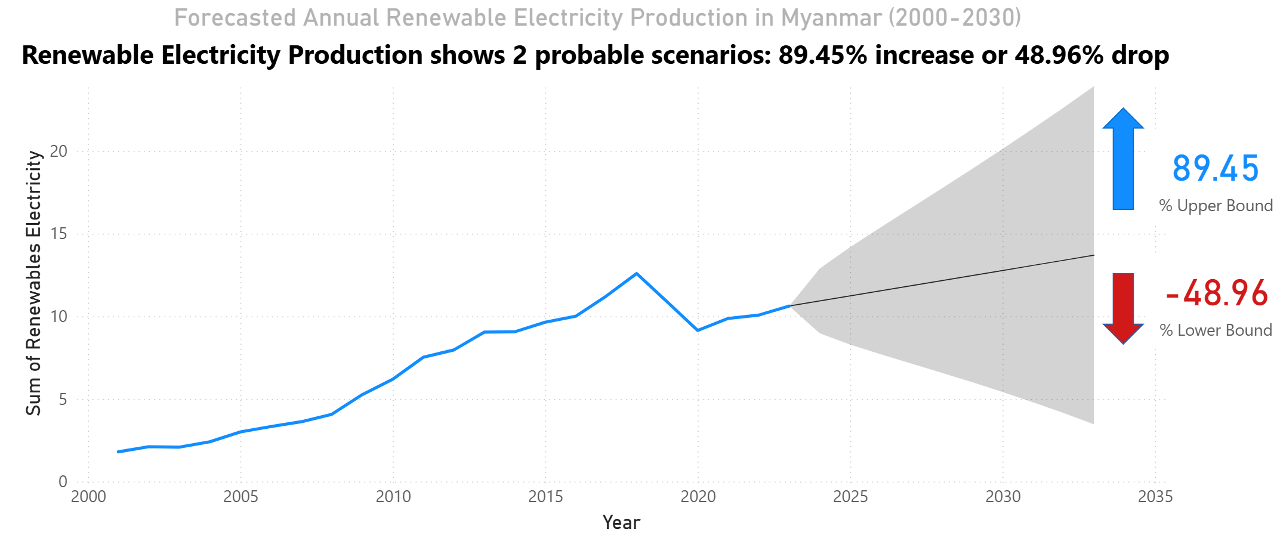 Forecasted Annual Renewable Electricity Production in Myanmar (2000-2030)
Renewable Electricity Production shows 2 probable scenarios: 89.45% increase or 48.96% drop
Sum of Renewables Electricity
20
15
10
5
0
89.45
% Upper Bound
-48.96
% Lower Bound
2000 2005 2010 2015 2020 2025 2030 2035
Year